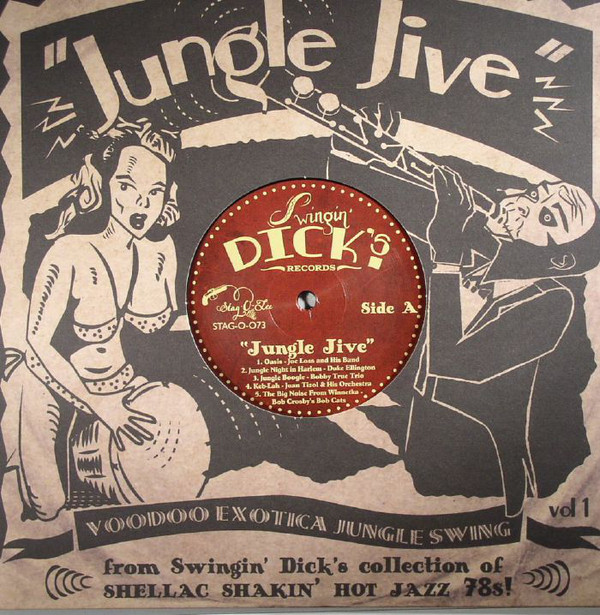 "Jungle Jive"
Swingin'
DICK'S
RECORDS
Stag-O-Lee
STAG-O-073
Side A
"Jungle Jive"
1. Oasis - Joe Loss and His Band
2. Jungle Night in Harlem - Duke Ellington
3. Jungle Boogie - Bobby True Trio
4. Keb-Lah - Juan Tizol & His Orchestra
5. The Big Noise From Winnetka -
Bob Crosby's Bob Cats
vol 1
VOODOO EXOTICA JUNGLE SWING
from Swingin' Dick's collection of
SHELLAC SHAKIN' HOT JAZZ 78s!